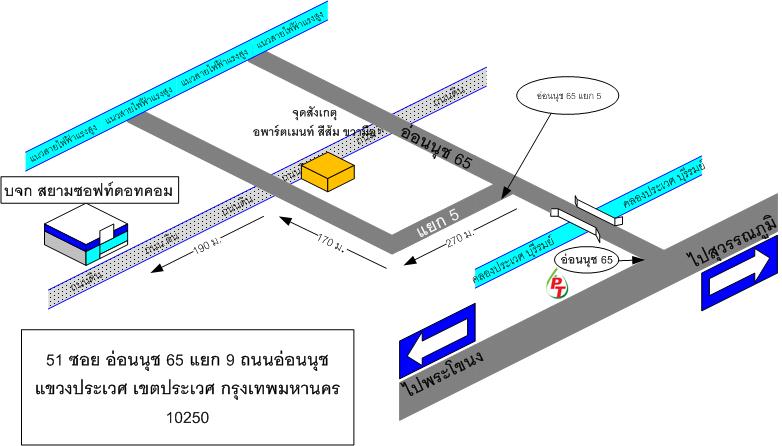 แนวสายไฟฟ้าแรงสูง แนวสายไฟฟ้าแรงสูง แนวสายไฟฟ้าแรงสูง แนวสายไฟฟ้าแรงสูง
อ่อนนุช 65 แยก 5
ถนนดิน
จุดสังเกตุ
อพาร์ตเมนท์ สีส้ม ขวามือ
ถนนดิน
อ่อนนุช 65
ถนนดิน
บจก สยามซอฟท์ดอทคอม
คลองประเวศ บุรีรมย์
ถนนดิน
แยก 5
ไปสุวรรณภูมิ
ถนนดิน
190 ม.
170 ม.
270 ม.
อ่อนนุช 65
คลองประเวศ บุรีรมย์
ถนนดิน
PT
ไปพระโขนง
51 ซอย อ่อนนุช 65 แยก 9 ถนนอ่อนนุช
แขวงประเวศ เขตประเวศ กรุงเทพมหานคร
10250